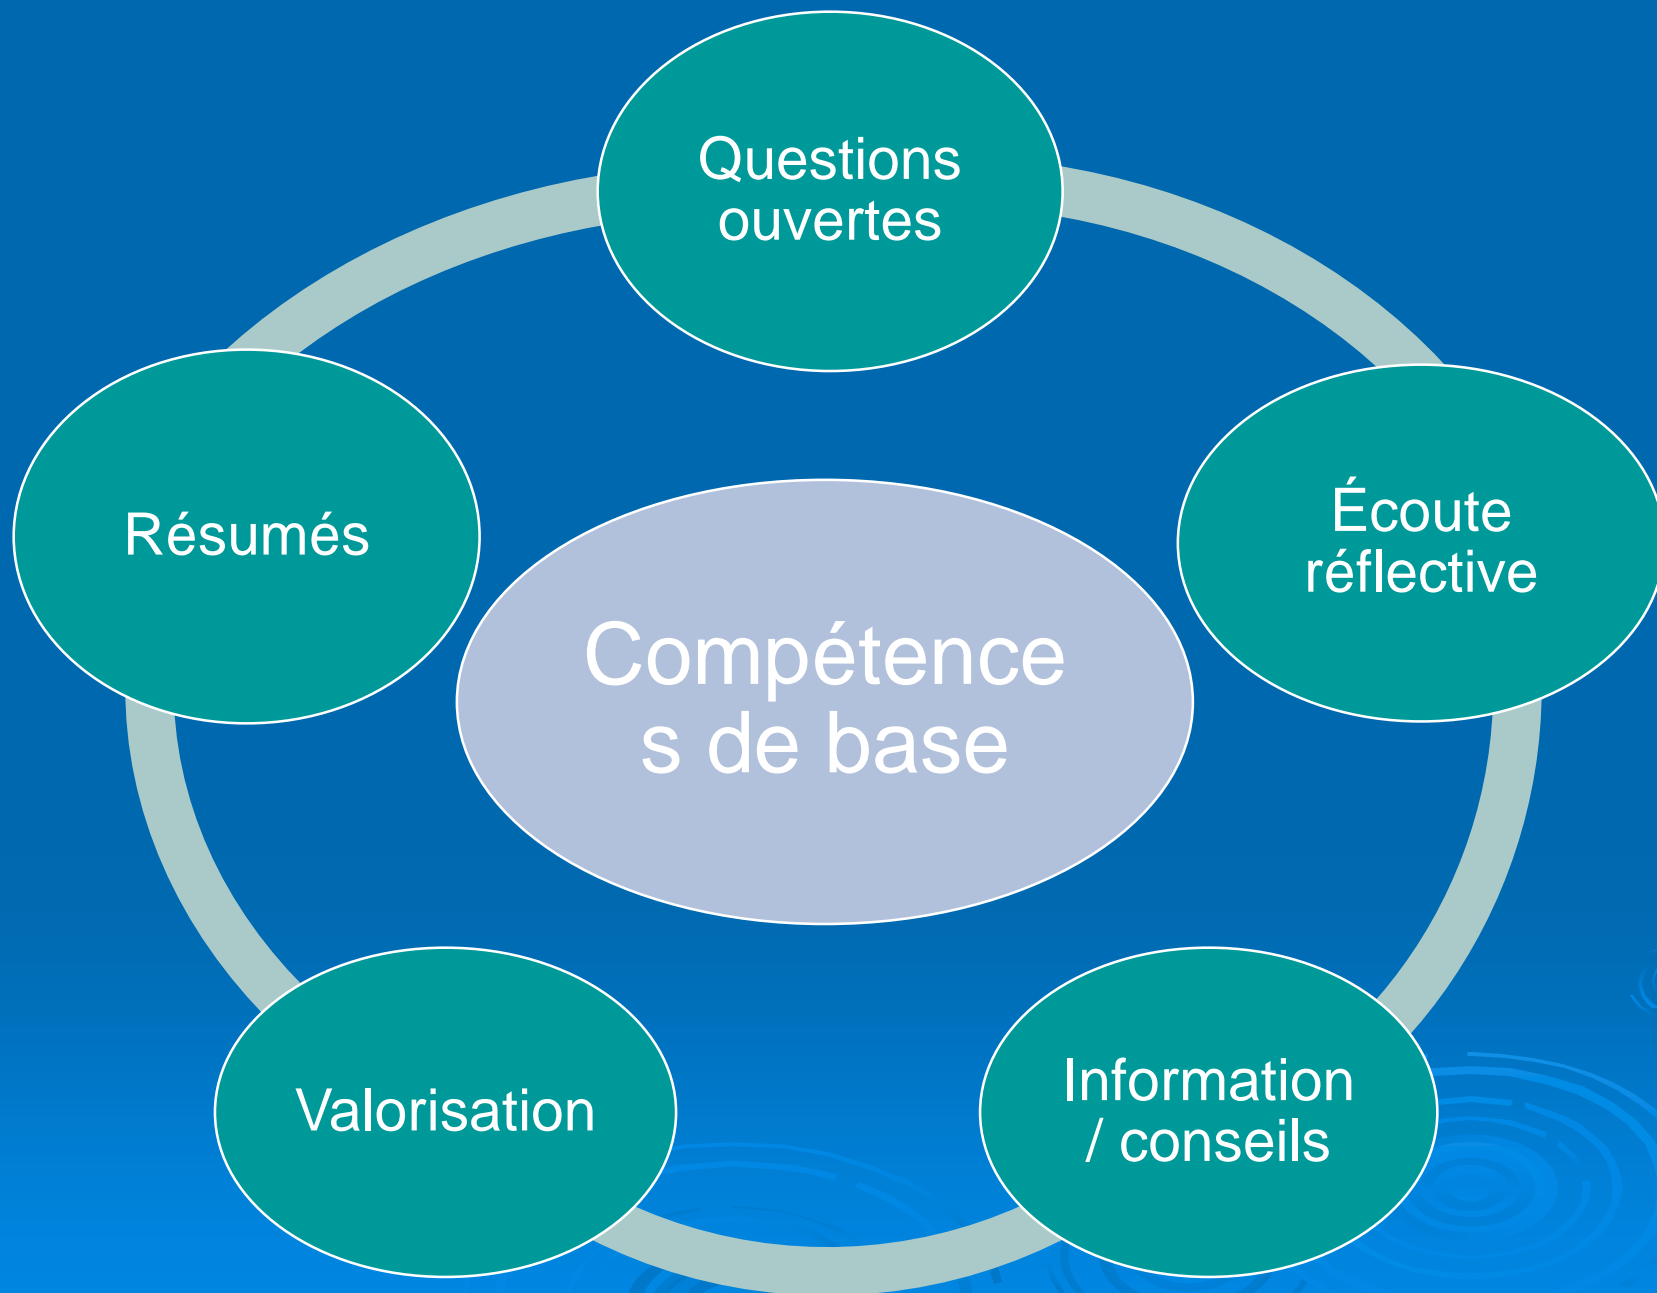 Questions
ouvertes
Écoute
réflective
Résumés
Compétence
s de base
Valorisation
Information
/ conseils